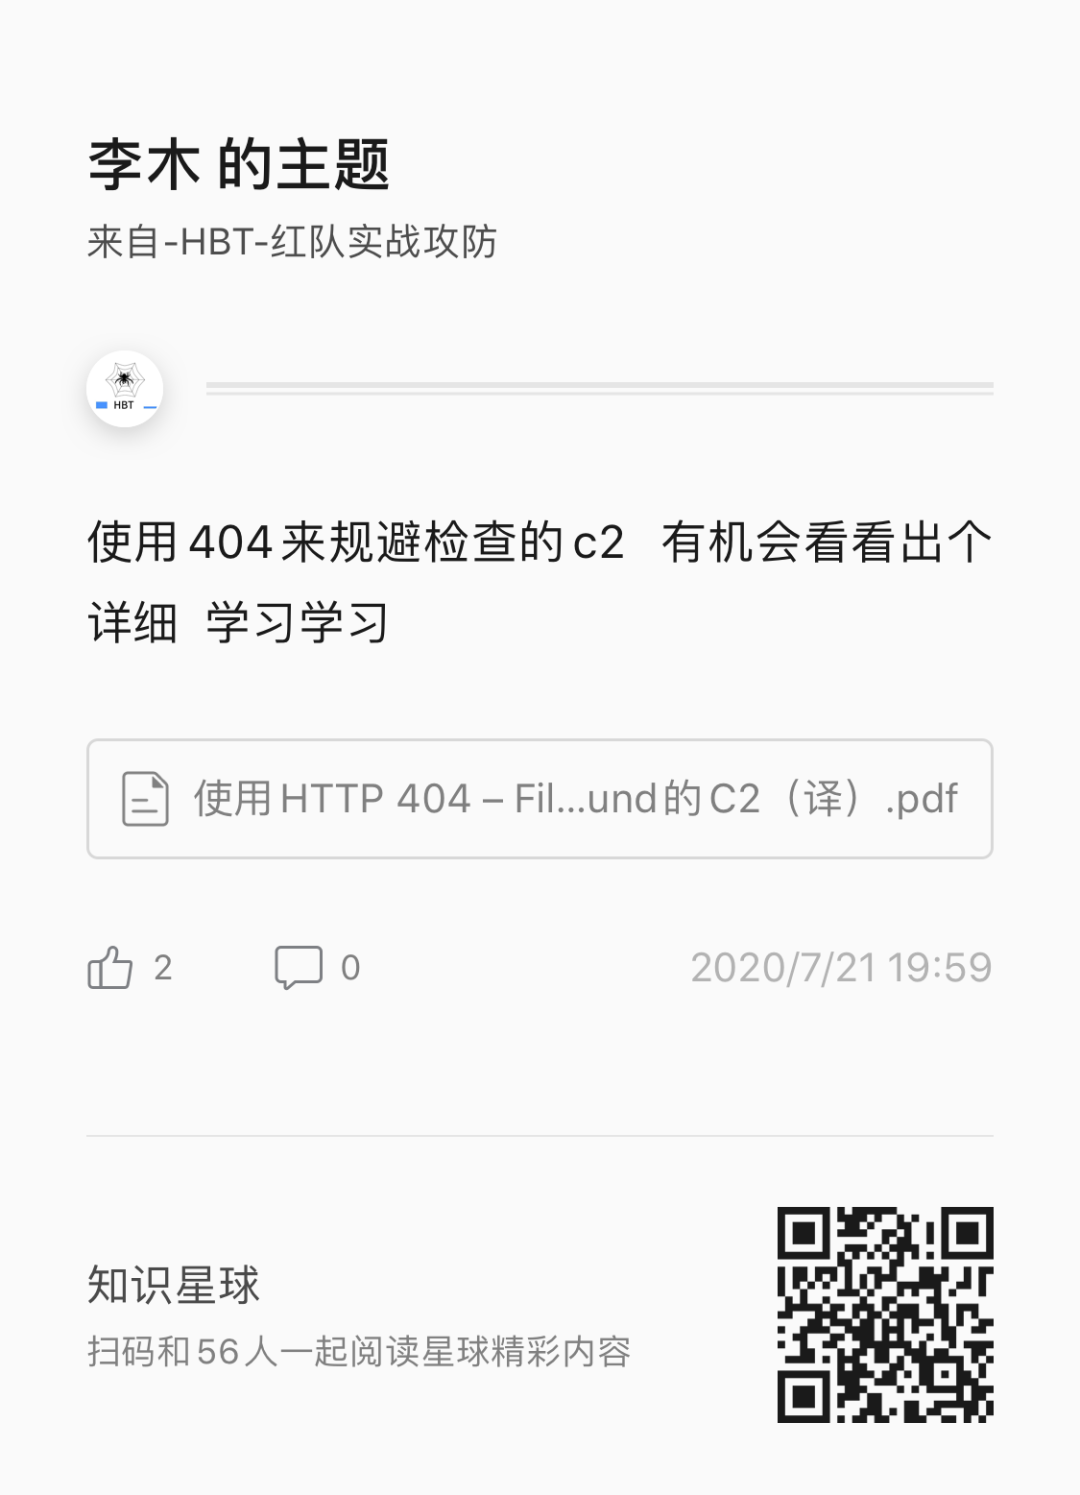 李木 的主题
来自-HBT-红队实战攻防
HBT
使用404来规避检查的c2  有机会看看出个
详细  学习学习
使用HTTP 404 – Fil...und的C2（译）.pdf
2
0
2020/7/21 19:59
知识星球
扫码和56人一起阅读星球精彩内容